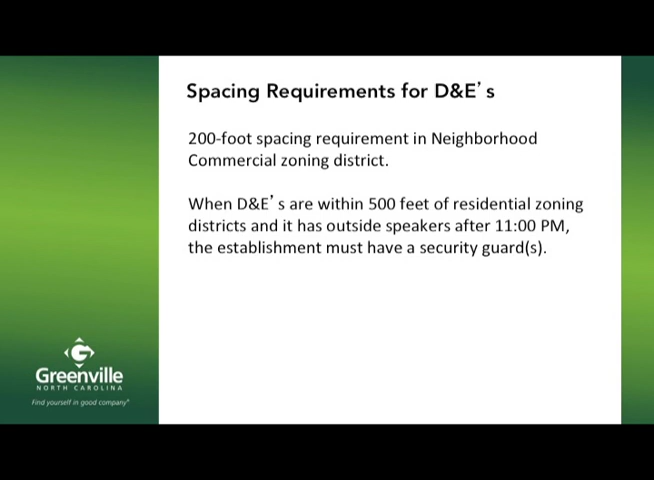 Spacing Requirements for D&E's
200-foot spacing requirement in Neighborhood
Commercial zoning district.
When D&E's are within 500 feet of residential zoning
districts and it has outside speakers after 11:00 PM,
the establishment must have a security guard(s).
G
Greenville
NORTH CAROLINA
Find yourself in good company®